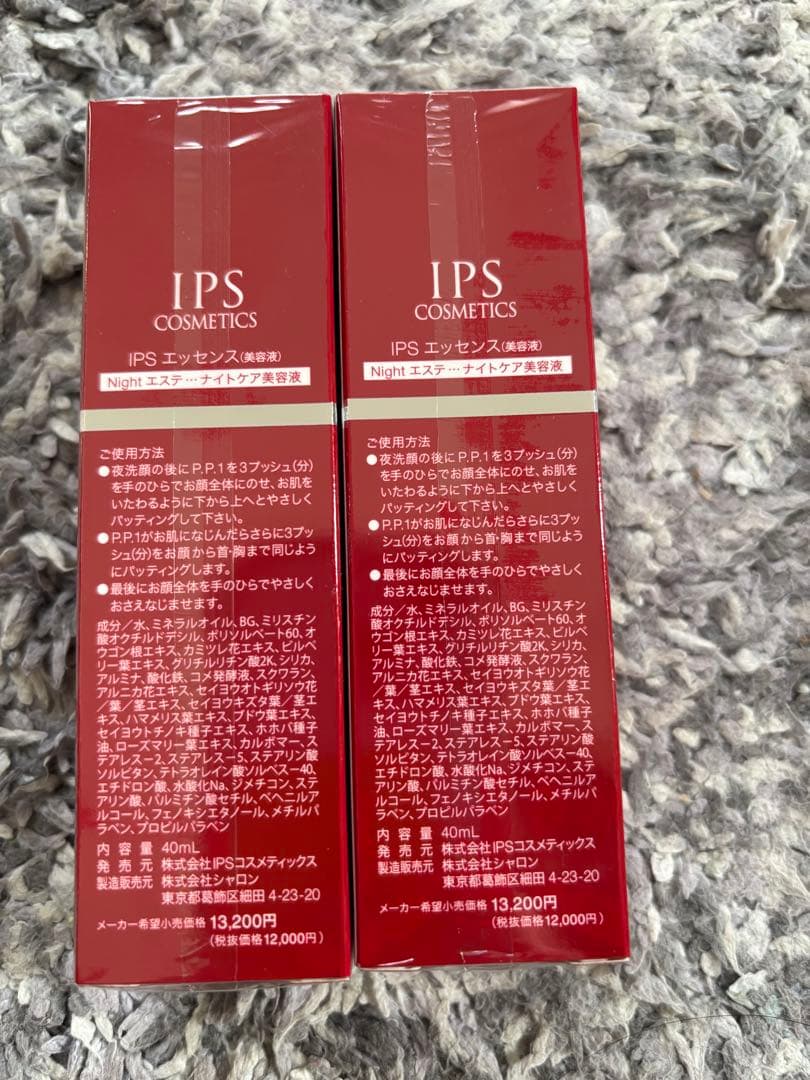 IPS
COSMETICS
IPS エッセンス(美容液)
Night エステ…ナイトケア美容液
ご使用方法
●夜洗顔の後にP.P.1を3プッシュ(分)
を手のひらでお顔全体にのせ、お肌を
いたわるように下から上へとやさしく
パッティングして下さい。
●P.P.1がお肌になじんだらさらに3プッ
シュ(分)をお顔から首・胸まで同じよう
にパッティングします。
●最後にお顔全体を手のひらでやさしく
おさえなじませます。
成分/水、ミネラルオイル、BG、ミリスチン
酸オクチルドデシル、ポリソルベート60、オ
ウゴン根エキス、カミツレ花エキス、ビルベ
リー葉エキス、グリチルリチン酸2K、シリカ、
アルミナ、酸化鉄、コメ発酵液、スクワラン、
アルニカ花エキス、セイヨウオトギリソウ花
/葉/茎エキス、セイヨウキズタ葉/茎エ
キス、ハマメリス葉エキス、ブドウ葉エキス、
セイヨウトチノキ種子エキス、ホホバ種子
油、ローズマリー葉エキス、カルボマー、ス
テアレス-2、ステアレス-5、ステアリン酸
ソルビタン、テトラオレイン酸ソルベス-40、
エチドロン酸、水酸化Na、ジメチコン、ステ
アリン酸、パルミチン酸セチル、ベヘニルア
ルコール、フェノキシエタノール、メチルパ
ラベン、プロピルパラベン
内容量 40mL
発売元 株式会社IPSコスメティックス
製造販売元 株式会社シャロン
東京都葛飾区細田 4-23-20
メーカー希望小売価格 13,200円
(税抜価格12,000円)
IPS
COSMETICS
IPS エッセンス(美容液)
Night エステ…ナイトケア美容液
ご使用方法
●夜洗顔の後にP.P.1を3プッシュ(分)
を手のひらでお顔全体にのせ、お肌を
いたわるように下から上へとやさしく
パッティングして下さい。
●P.P.1がお肌になじんだらさらに3プッ
シュ(分)をお顔から首・胸まで同じよう
にパッティングします。
●最後にお顔全体を手のひらでやさしく
おさえなじませます。
成分/水、ミネラルオイル、BG、ミリスチン
酸オクチルドデシル、ポリソルベート60、オ
ウゴン根エキス、カミツレ花エキス、ビルベ
リー葉エキス、グリチルリチン酸2K、シリカ、
アルミナ、酸化鉄、コメ発酵液、スクワラン、
アルニカ花エキス、セイヨウオトギリソウ花
/葉/茎エキス、セイヨウキズタ葉/茎エ
キス、ハマメリス葉エキス、ブドウ葉エキス、
セイヨウトチノキ種子エキス、ホホバ種子
油、ローズマリー葉エキス、カルボマー、ス
テアレス-2、ステアレス-5、ステアリン酸
ソルビタン、テトラオレイン酸ソルベス-40、
エチドロン酸、水酸化Na、ジメチコン、ステ
アリン酸、パルミチン酸セチル、ベヘニルア
ルコール、フェノキシエタノール、メチルパ
ラベン、プロピルパラベン
内容量 40mL
発売元 株式会社IPSコスメティックス
製造販売元 株式会社シャロン
東京都葛飾区細田 4-23-20
メーカー希望小売価格 13,200円
(税抜価格12,000円)